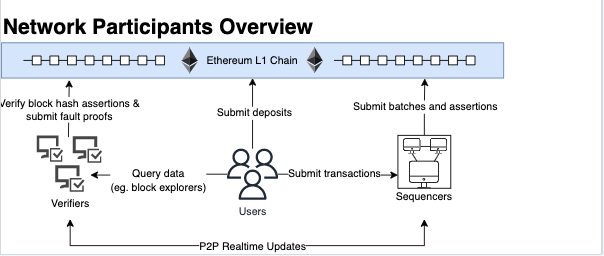 Network Participants Overview
Ethereum L1 Chain
Verify block hash assertions &
submit fault proofs
Submit deposits
Submit batches and assertions
Query data
(eg. block explorers)
Submit transactions
Verifiers
Users
Sequencers
P2P Realtime Updates